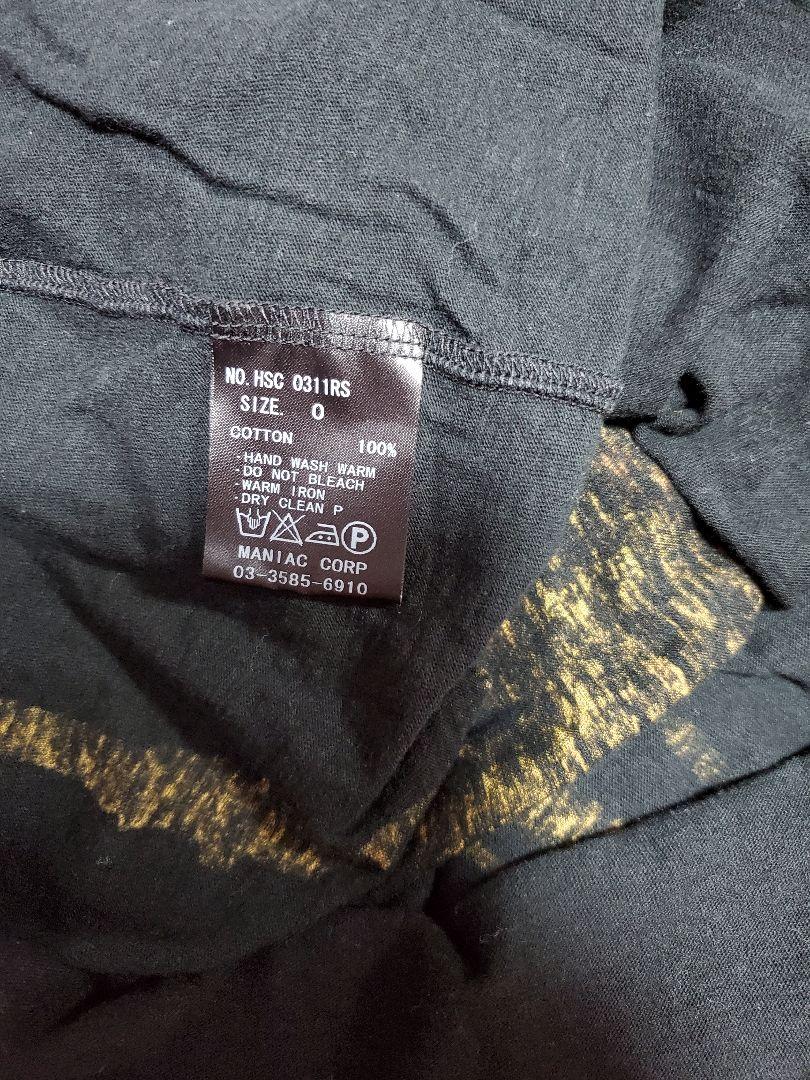 NO. HSC 0311RS
SIZE. 0
COTTON 100%
·HAND WASH WARM
·DO NOT BLEACH
·WARM IRON
·DRY CLEAN P
P
MANIAC CORP
03-3585-6910